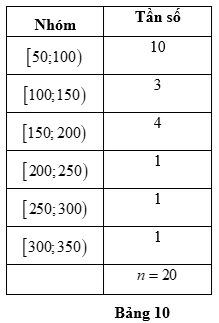 Nhóm Tần số
[50;100) 10
[100;150) 3
[150;200) 4
[200;250) 1
[250;300) 1
[300;350) 1
n = 20
Bảng 10